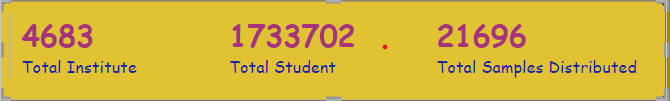 4683 1733702 . 21696
Total Institute Total Student Total Samples Distributed